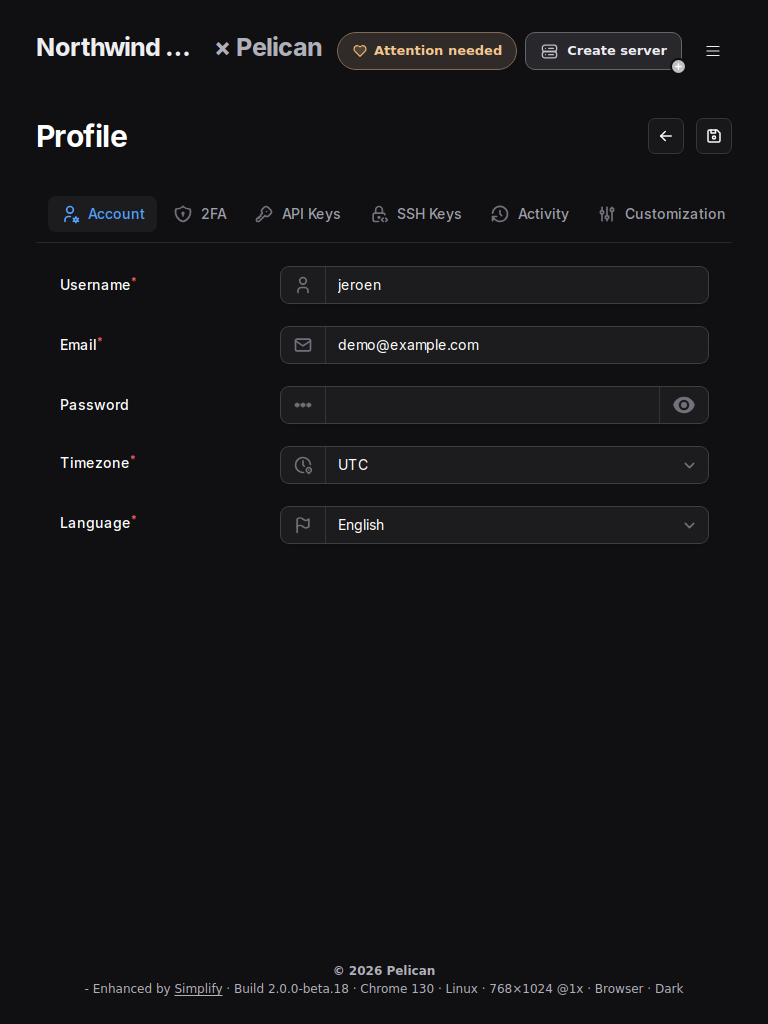 Northwind ... × Pelican Attention needed Create server
Profile
Account 2FA API Keys SSH Keys Activity Customization
Username* jeroen
Email* demo@example.com
Password
Timezone* UTC
Language* English
© 2026 Pelican
- Enhanced by Simplify · Build 2.0.0-beta.18 · Chrome 130 · Linux · 768×1024 @1x · Browser · Dark